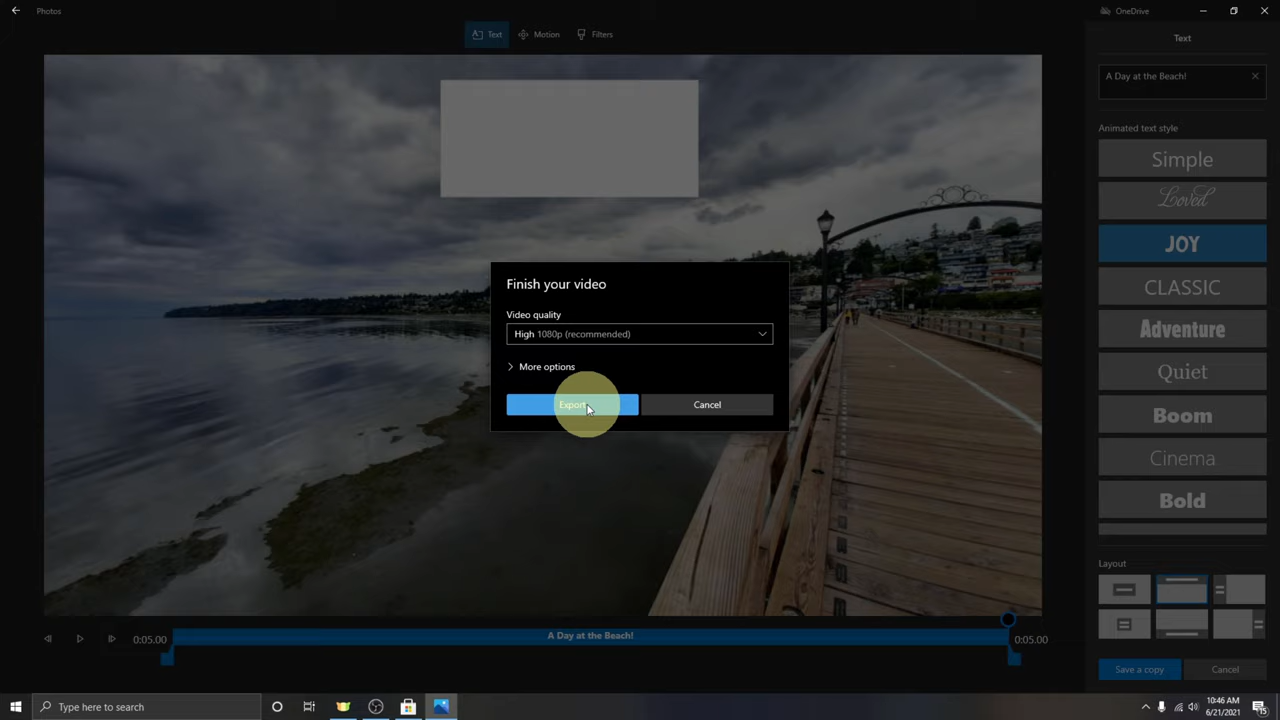 Photos
OneDrive
Text
Motion
Filters
Text
A Day at the Beach!
Animated text style
Simple
Loved
JOY
CLASSIC
Adventure
Quiet
Boom
Cinema
Bold
Layout
Finish your video
Video quality
High 1080p (recommended)
More options
Export
Cancel
0:05.00
A Day at the Beach!
0:05.00
Save a copy
Cancel
Type here to search
10:46 AM
6/21/2021
15